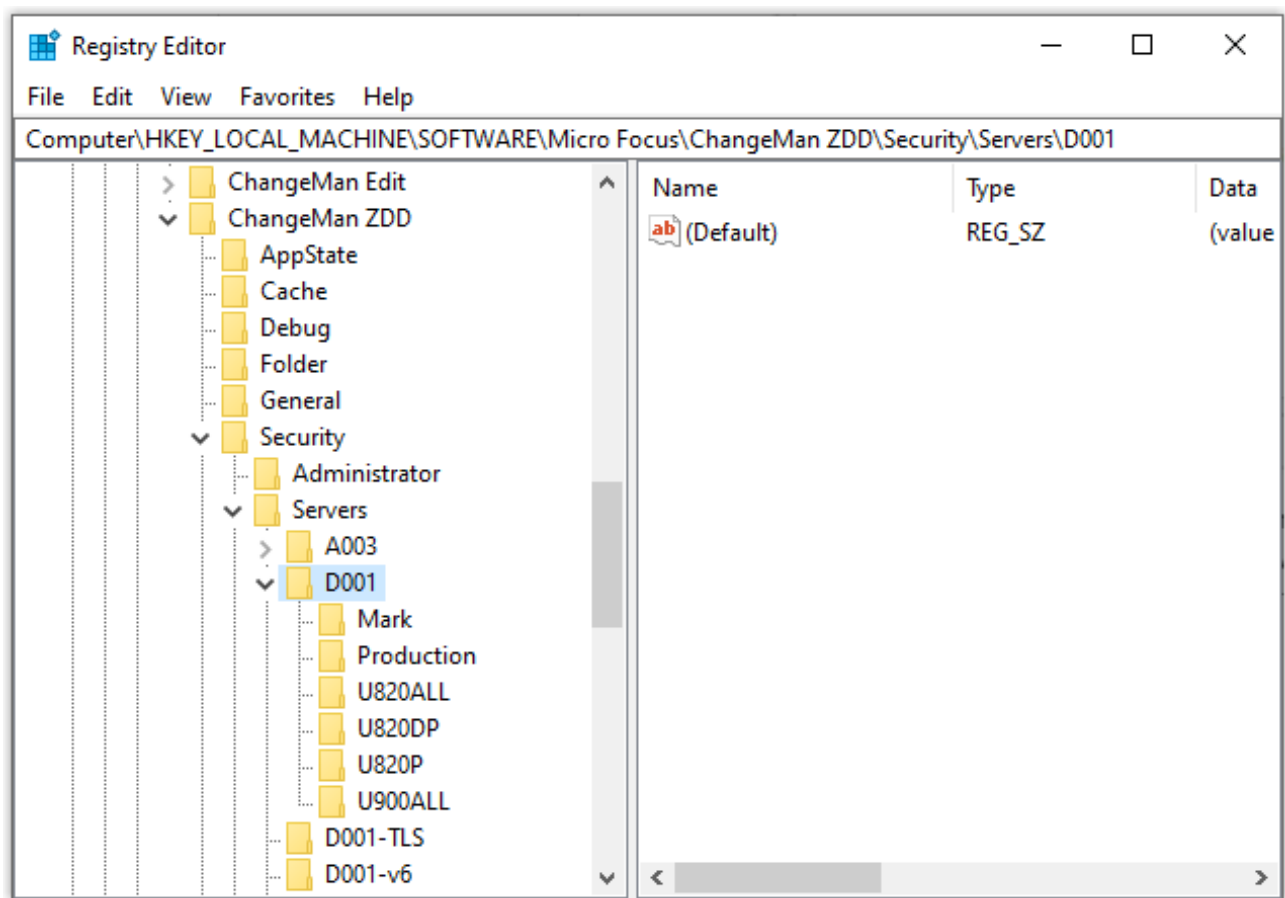 Registry Editor
File Edit View Favorites Help
Computer\HKEY_LOCAL_MACHINE\SOFTWARE\Micro Focus\ChangeMan ZDD\Security\Servers\D001
ChangeMan Edit
ChangeMan ZDD
AppState
Cache
Debug
Folder
General
Security
Administrator
Servers
A003
D001
Mark
Production
U820ALL
U820DP
U820P
U900ALL
D001-TLS
D001-v6
Name Type Data
ab (Default) REG_SZ (value